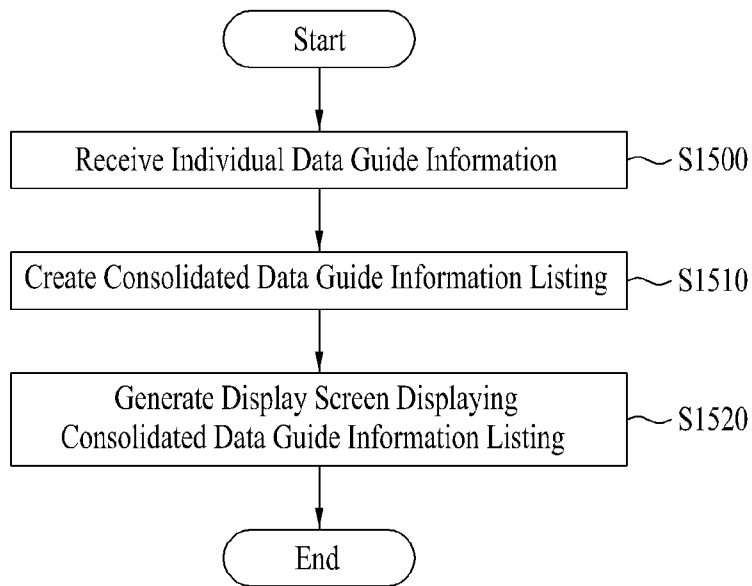 Start
Receive Individual Data Guide Information
S1500
Create Consolidated Data Guide Information Listing
S1510
Generate Display Screen Displaying
Consolidated Data Guide Information Listing
S1520
End